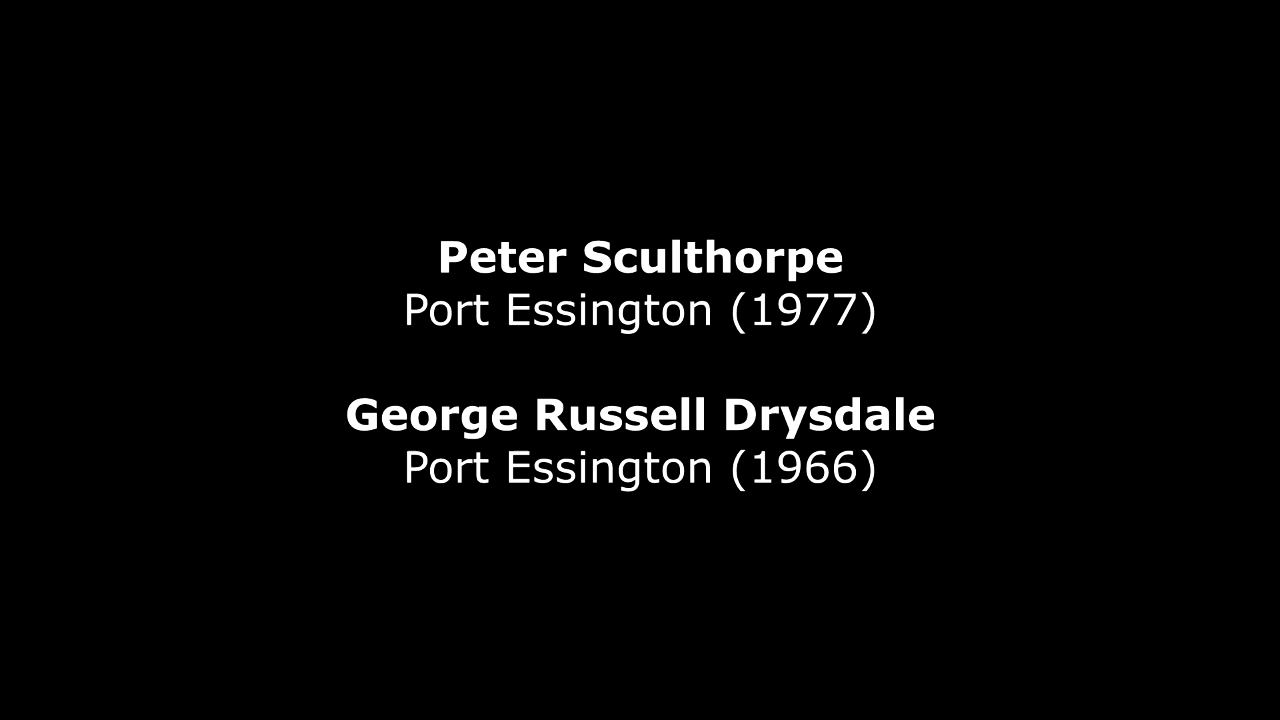 Peter Sculthorpe
Port Essington (1977)
George Russell Drysdale
Port Essington (1966)